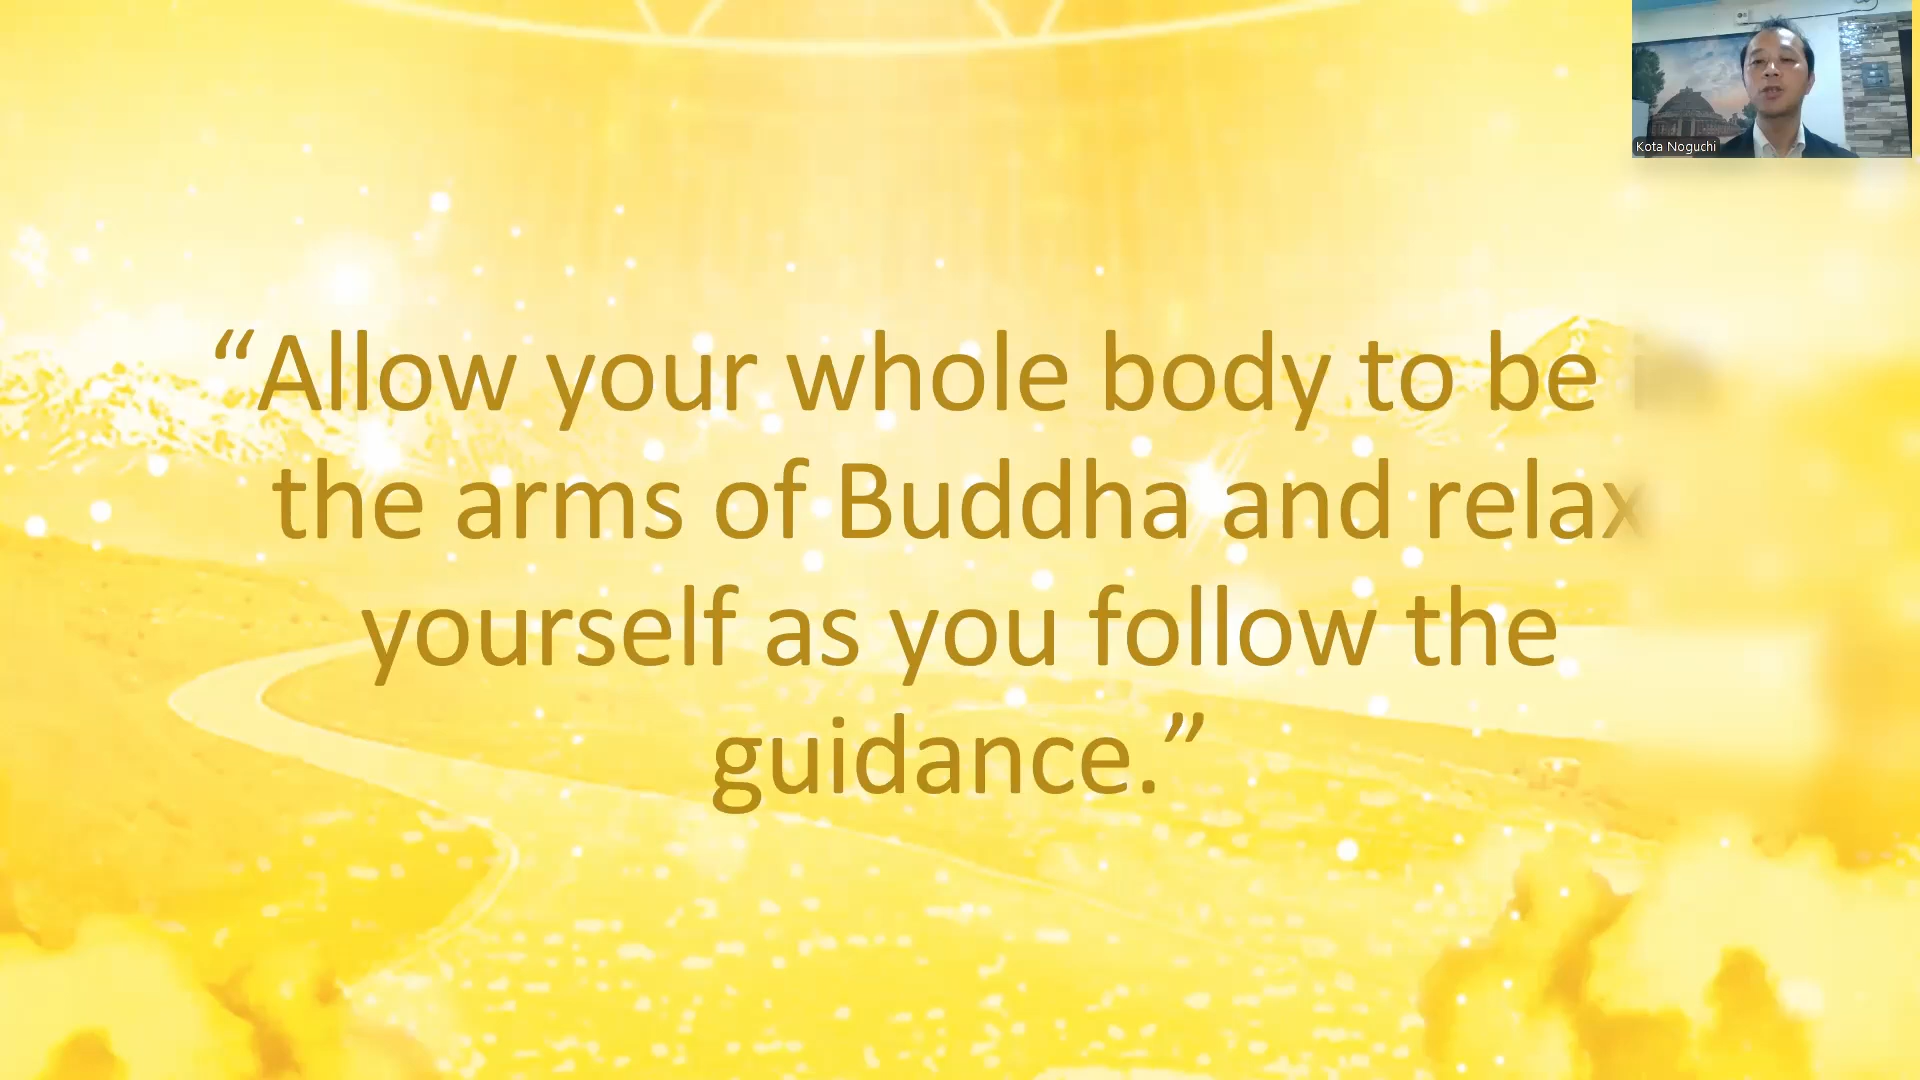 Kota Noguchi
“Allow your whole body to be
the arms of Buddha and relax
yourself as you follow the
guidance.”